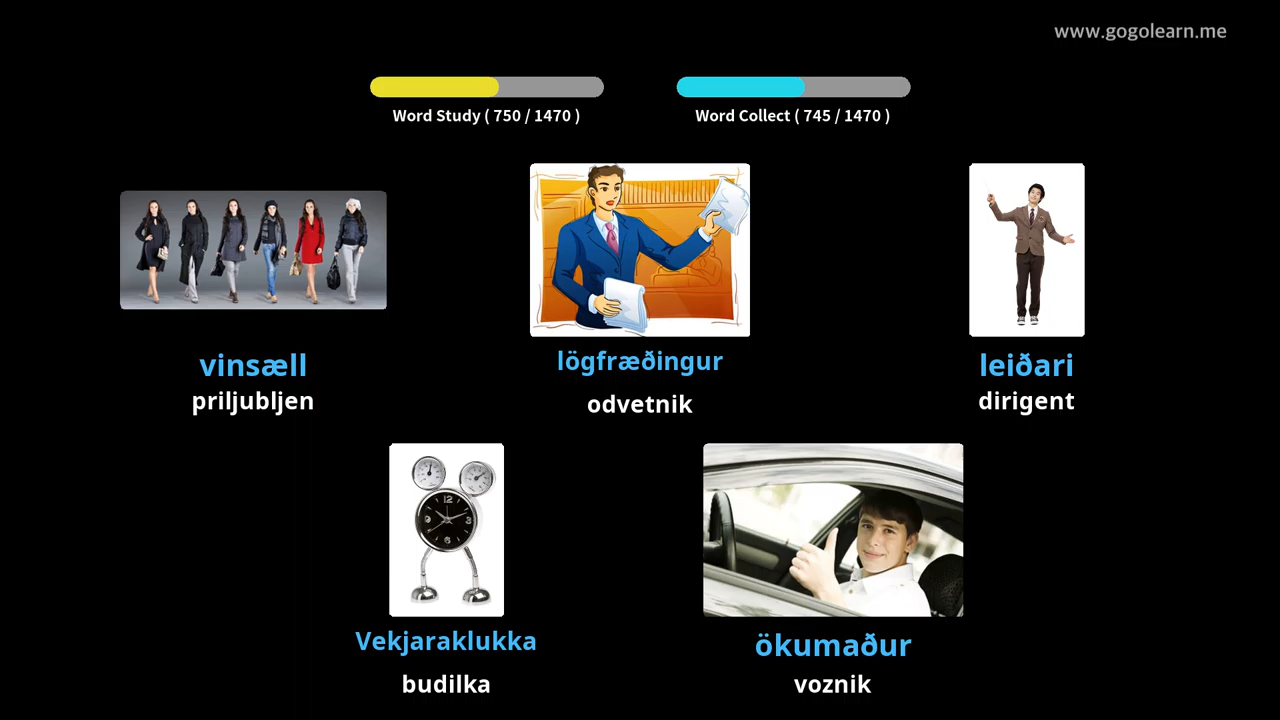 www.gogolearn.me
Word Study ( 750 / 1470 )
Word Collect ( 745 / 1470 )
vinsæll
priljubljen
lögfræðingur
odvetnik
leiðari
dirigent
Vekjaraklukka
budilka
ökumaður
voznik